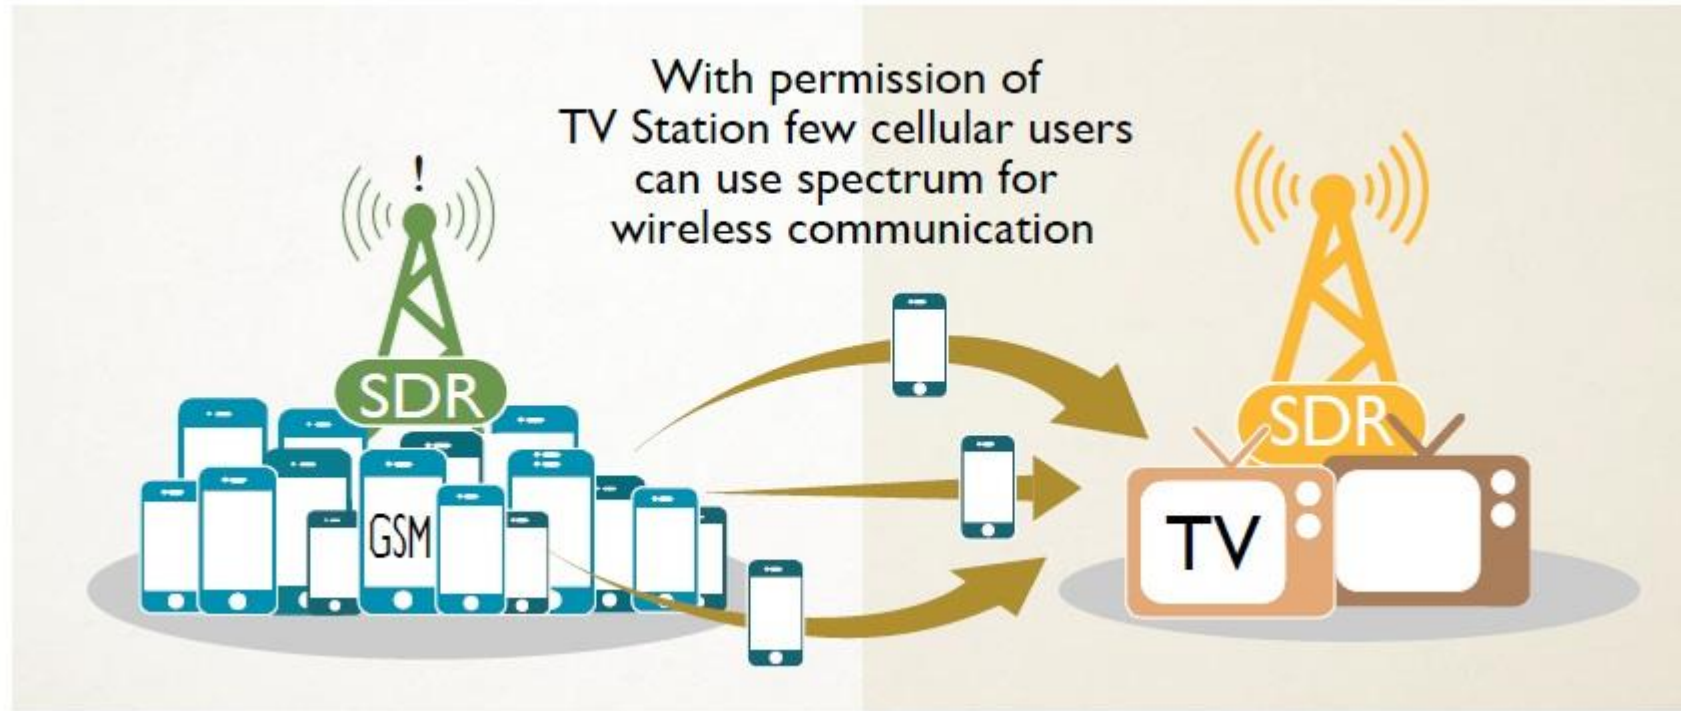 With permission of
TV Station few cellular users
can use spectrum for
wireless communication
!
SDR
SDR
GSM
TV